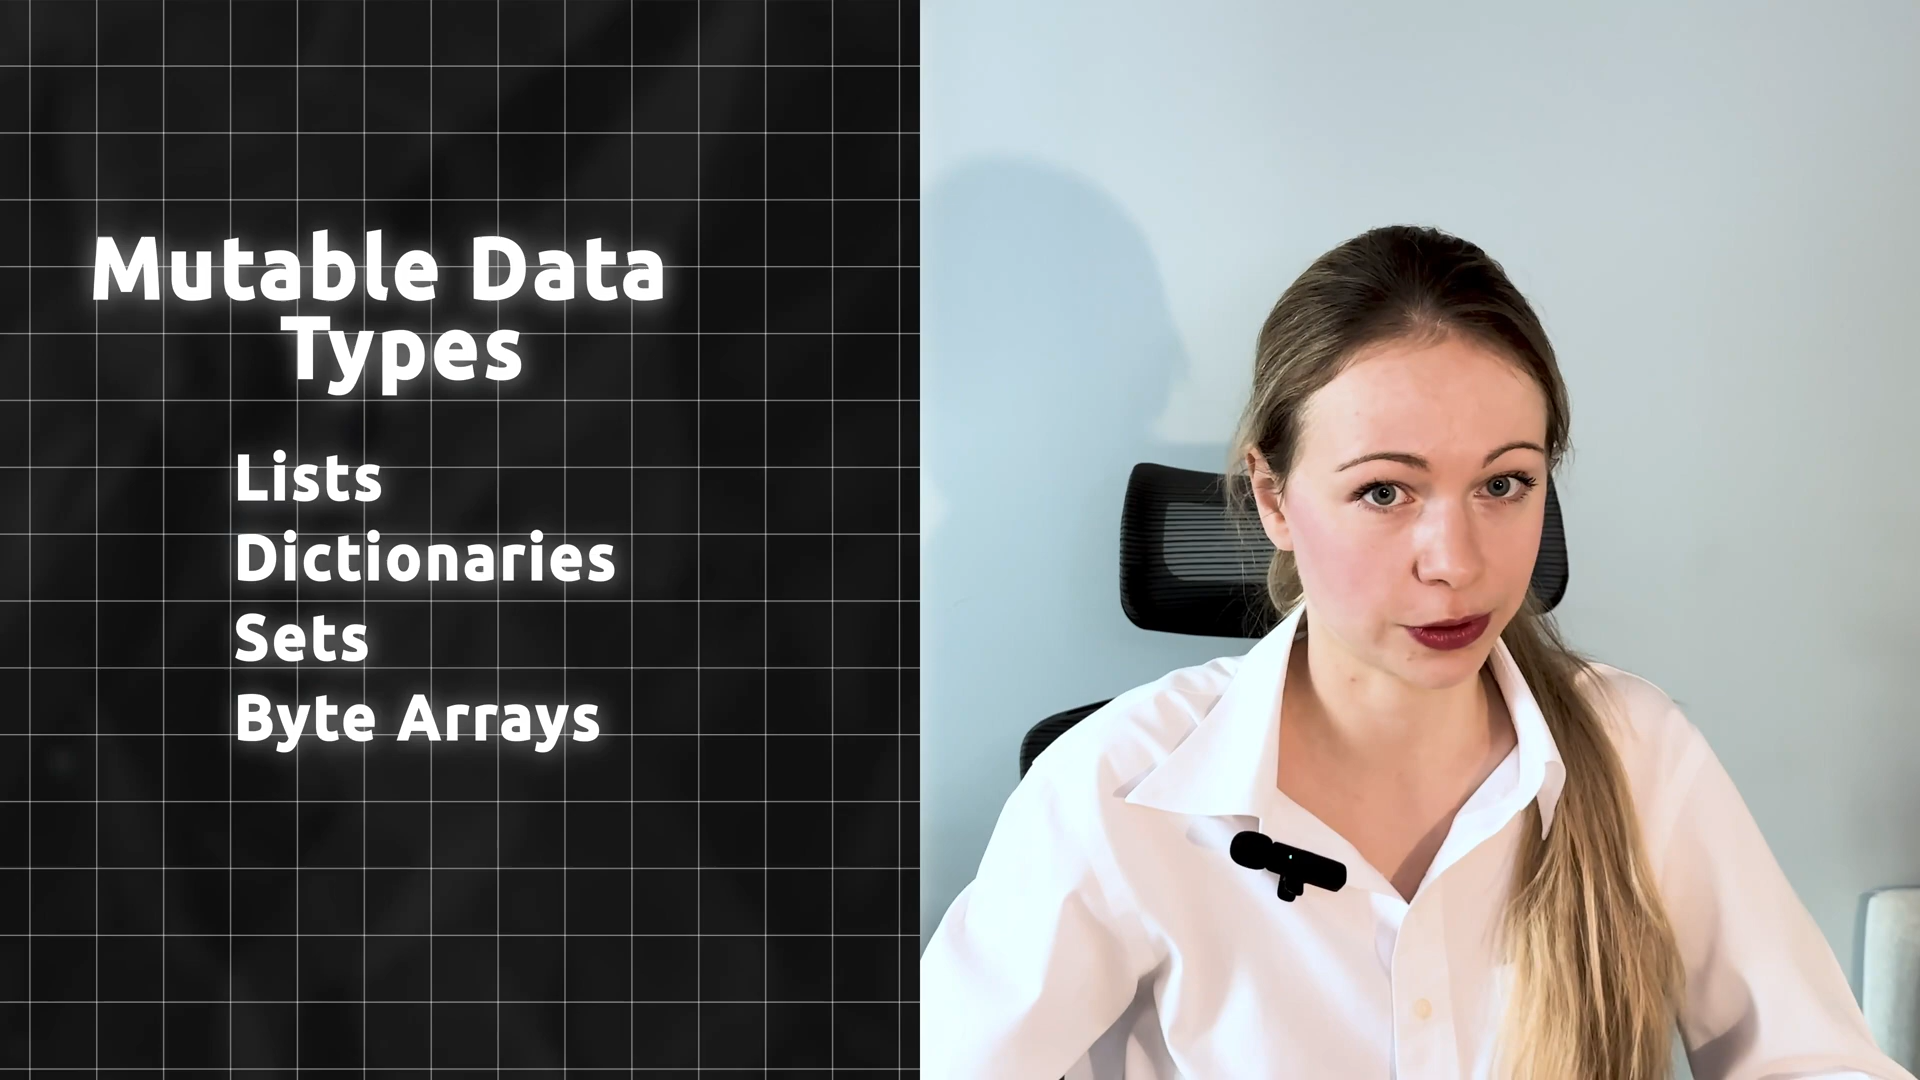 Mutable Data
Types
Lists
Dictionaries
Sets
Byte Arrays